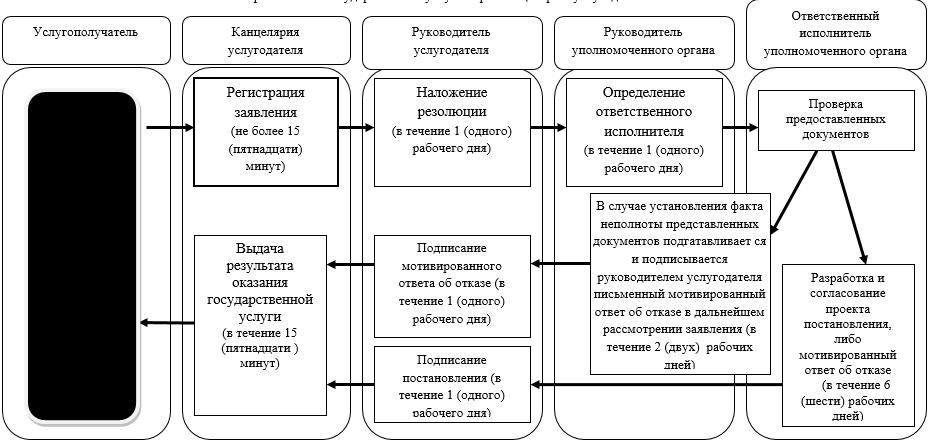 Услугополучатель
Канцелярия
услугодателя
Руководитель
услугодателя
Руководитель
уполномоченного органа
Ответственный
исполнитель
уполномоченного органа
Регистрация
заявления
(не более 15
(пятнадцати)
минут)
Наложение
резолюции
(в течение 1 (одного)
рабочего дня)
Определение
ответственного
исполнителя
(в течение 1 (одного)
рабочего дня)
Проверка
предоставленных
документов
В случае установления факта
неполноты представленных
документов подгатавливает ся
и подписывается
руководителем услугодателя
письменный мотивированный
ответ об отказе в дальнейшем
рассмотрении заявления (в
течение 2 (двух) рабочих
дней)
Разработка и
согласование
проекта
постановления,
либо
мотивированный
ответ об отказе
(в течение 6
(шести) рабочих
дней)
Подписание
мотивированного
ответа об отказе (в
течение 1 (одного)
рабочего дня)
Подписание
постановления (в
течение 1 (одного)
рабочего дня)
Выдача
результата
оказания
государственной
услуги
(в течение 15
(пятнадцати )
минут)